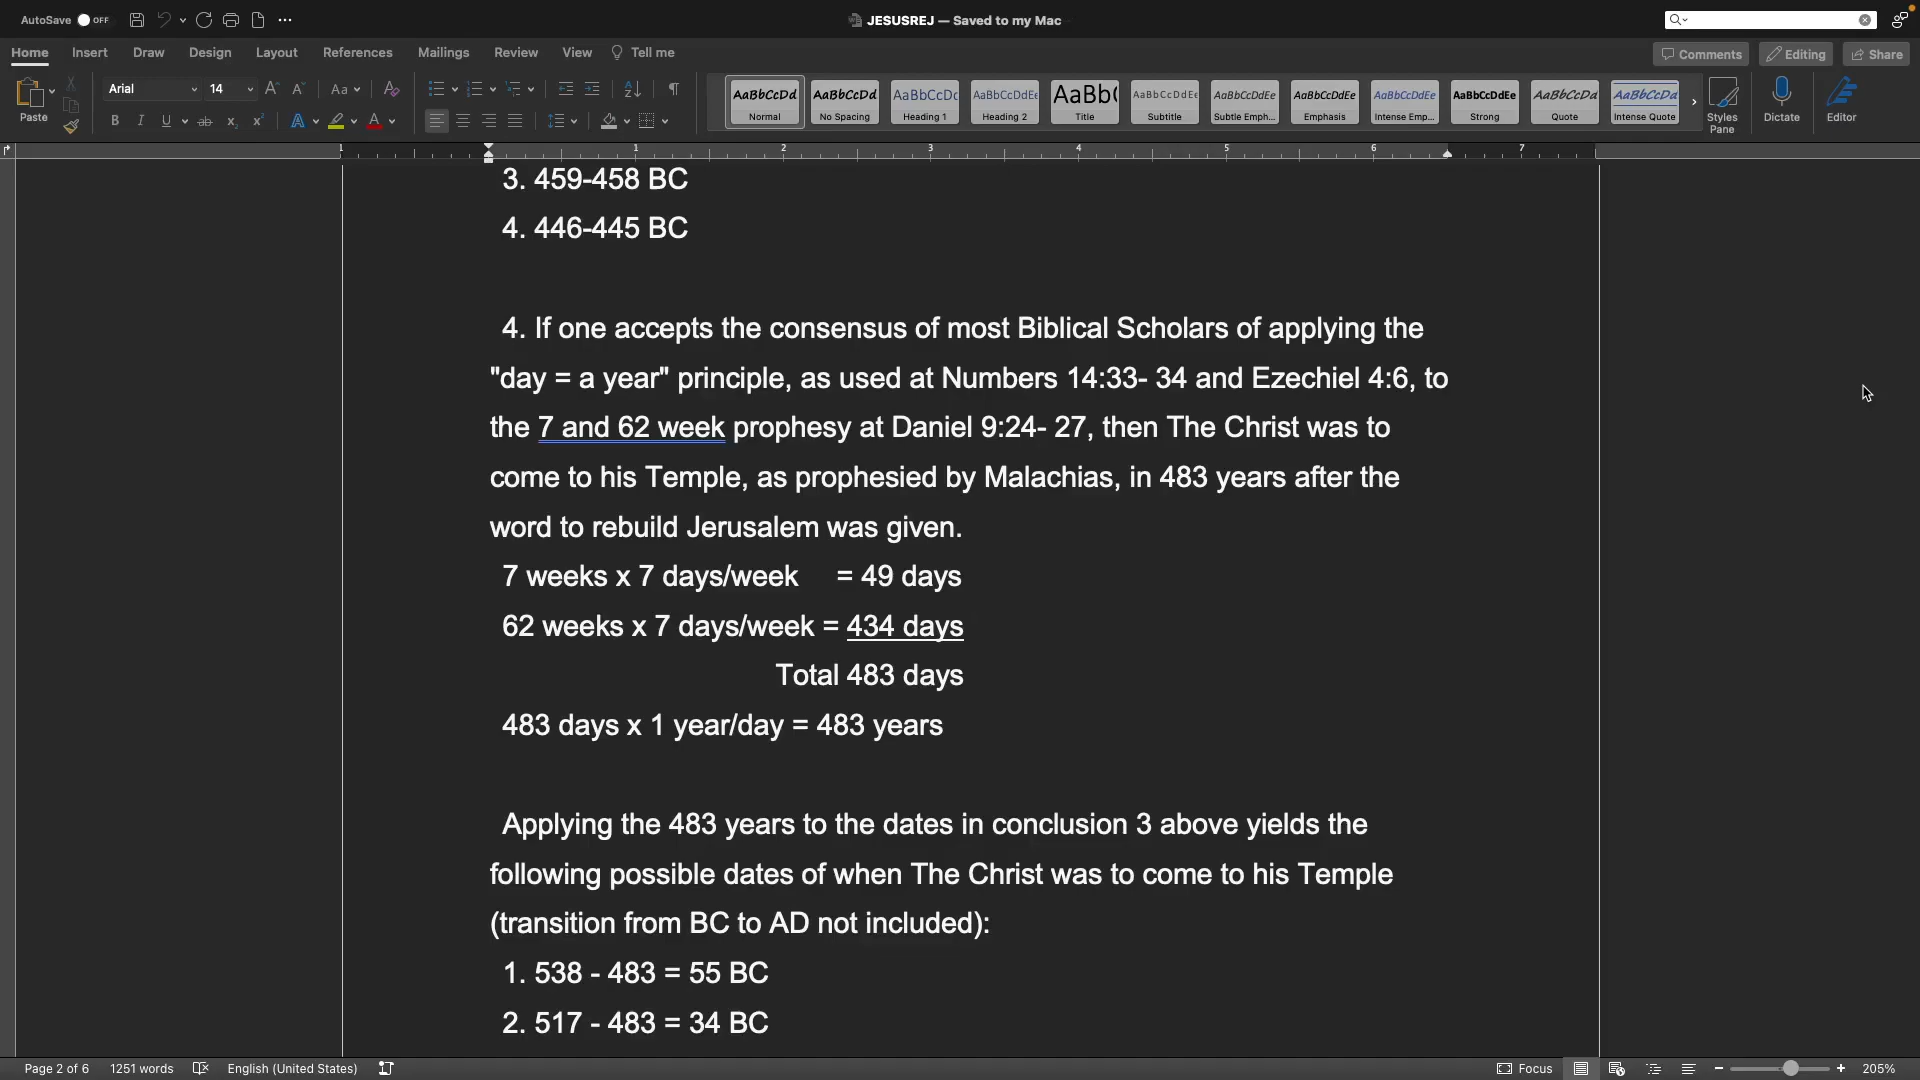 AutoSave OFF
JESUSREJ — Saved to my Mac
Home Insert Draw Design Layout References Mailings Review View Tell me
Comments Editing Share
Paste
Arial 14 Aa
AaBbCcDd AaBbCcDd AaBbCcDc AaBbCcDdEe AaBb( AaBbCcDdEe AaBbCcDdEe AaBbCcDdEe AaBbCcDdEe AaBbCcDdEe AaBbCcDd AaBbCcDd
Normal No Spacing Heading 1 Heading 2 Title Subtitle Subtle Emph... Emphasis Intense Emp... Strong Quote Intense Quote
Styles Pane
Dictate
Editor
1 1 2 3 4 5 6 7
3. 459-458 BC
4. 446-445 BC
4. If one accepts the consensus of most Biblical Scholars of applying the
"day = a year" principle, as used at Numbers 14:33- 34 and Ezechiel 4:6, to
the 7 and 62 week prophesy at Daniel 9:24- 27, then The Christ was to
come to his Temple, as prophesied by Malachias, in 483 years after the
word to rebuild Jerusalem was given.
7 weeks x 7 days/week = 49 days
62 weeks x 7 days/week = 434 days
Total 483 days
483 days x 1 year/day = 483 years
Applying the 483 years to the dates in conclusion 3 above yields the
following possible dates of when The Christ was to come to his Temple
(transition from BC to AD not included):
1. 538 - 483 = 55 BC
2. 517 - 483 = 34 BC
Page 2 of 6 1251 words English (United States) Focus 205%